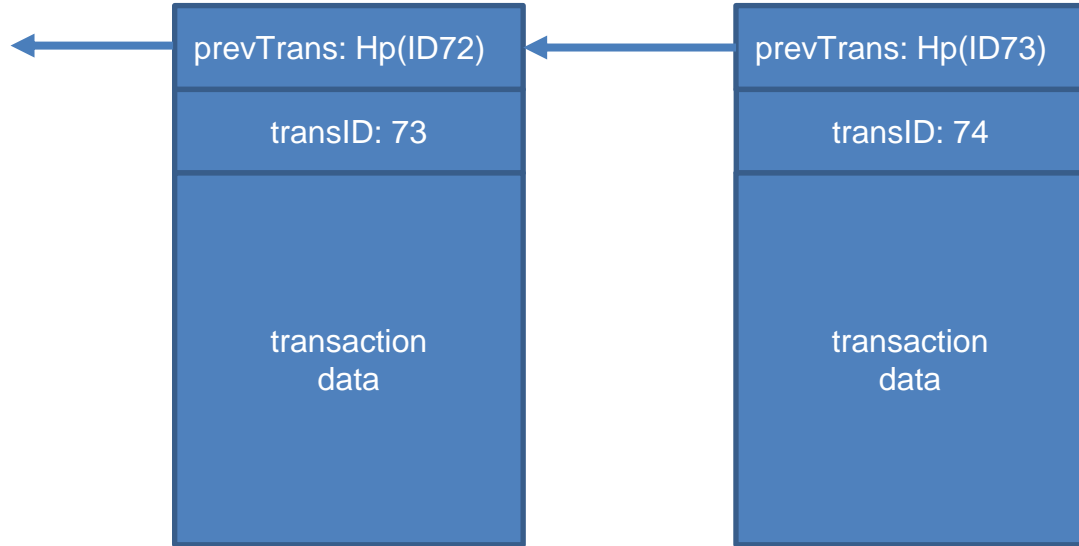 prevTrans: Hp(ID72)
transID: 73
transaction
data
prevTrans: Hp(ID73)
transID: 74
transaction
data